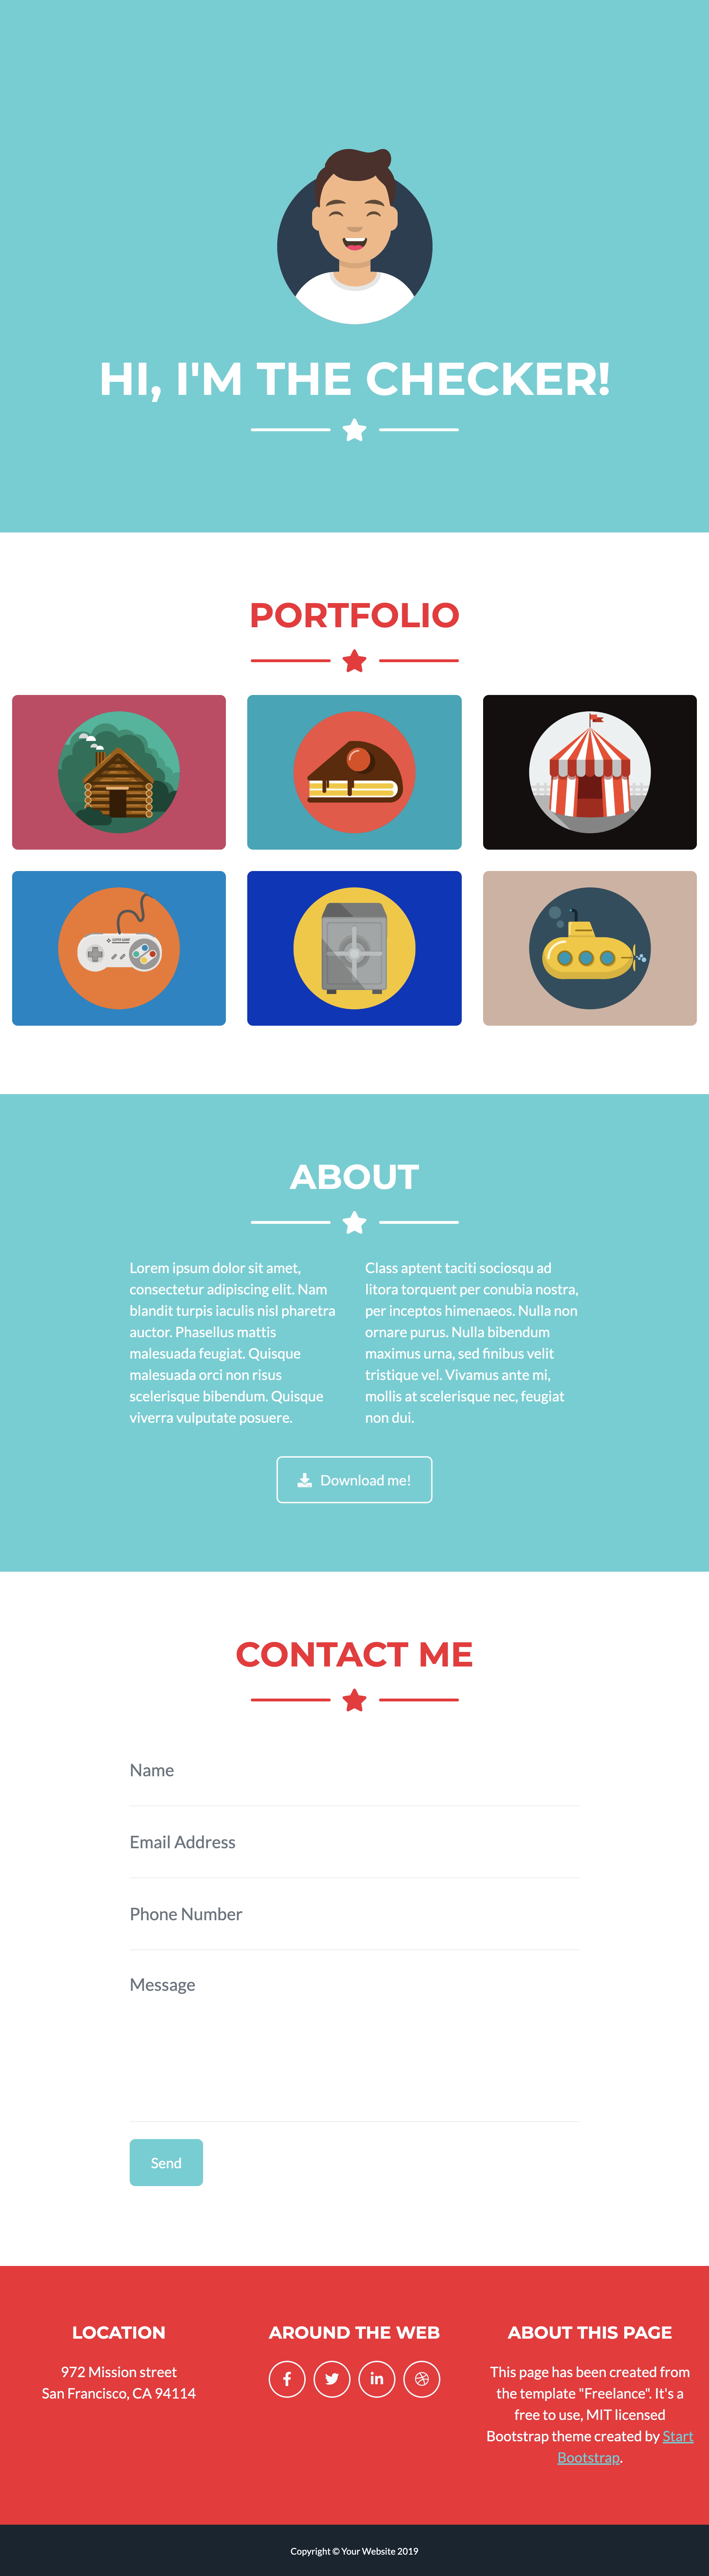 HI, I'M THE CHECKER!
PORTFOLIO
SUPER GAME
ABOUT
Lorem ipsum dolor sit amet,
consectetur adipiscing elit. Nam
blandit turpis iaculis nisl pharetra
auctor. Phasellus mattis
malesuada feugiat. Quisque
malesuada orci non risus
scelerisque bibendum. Quisque
viverra vulputate posuere.
Class aptent taciti sociosqu ad
litora torquent per conubia nostra,
per inceptos himenaeos. Nulla non
ornare purus. Nulla bibendum
maximus urna, sed finibus velit
tristique vel. Vivamus ante mi,
mollis at scelerisque nec, feugiat
non dui.
Download me!
CONTACT ME
Name
Email Address
Phone Number
Message
Send
LOCATION
972 Mission street
San Francisco, CA 94114
AROUND THE WEB
ABOUT THIS PAGE
This page has been created from
the template "Freelance". It's a
free to use, MIT licensed
Bootstrap theme created by Start
Bootstrap.
Copyright © Your Website 2019